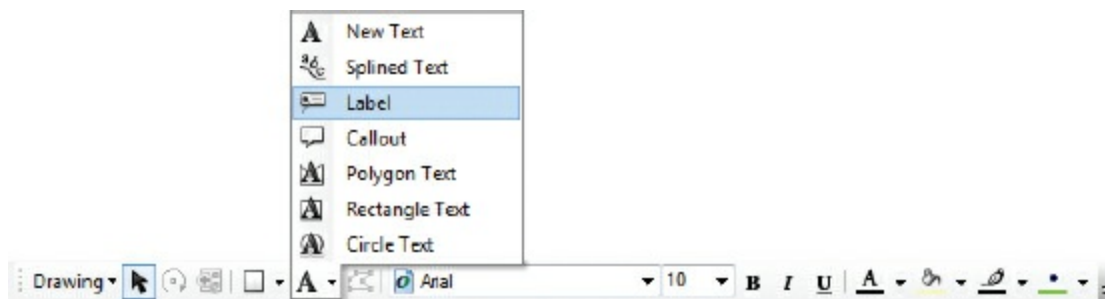 New Text
Splined Text
Label
Callout
Polygon Text
Rectangle Text
Circle Text
Drawing A Arial 10 B I U A